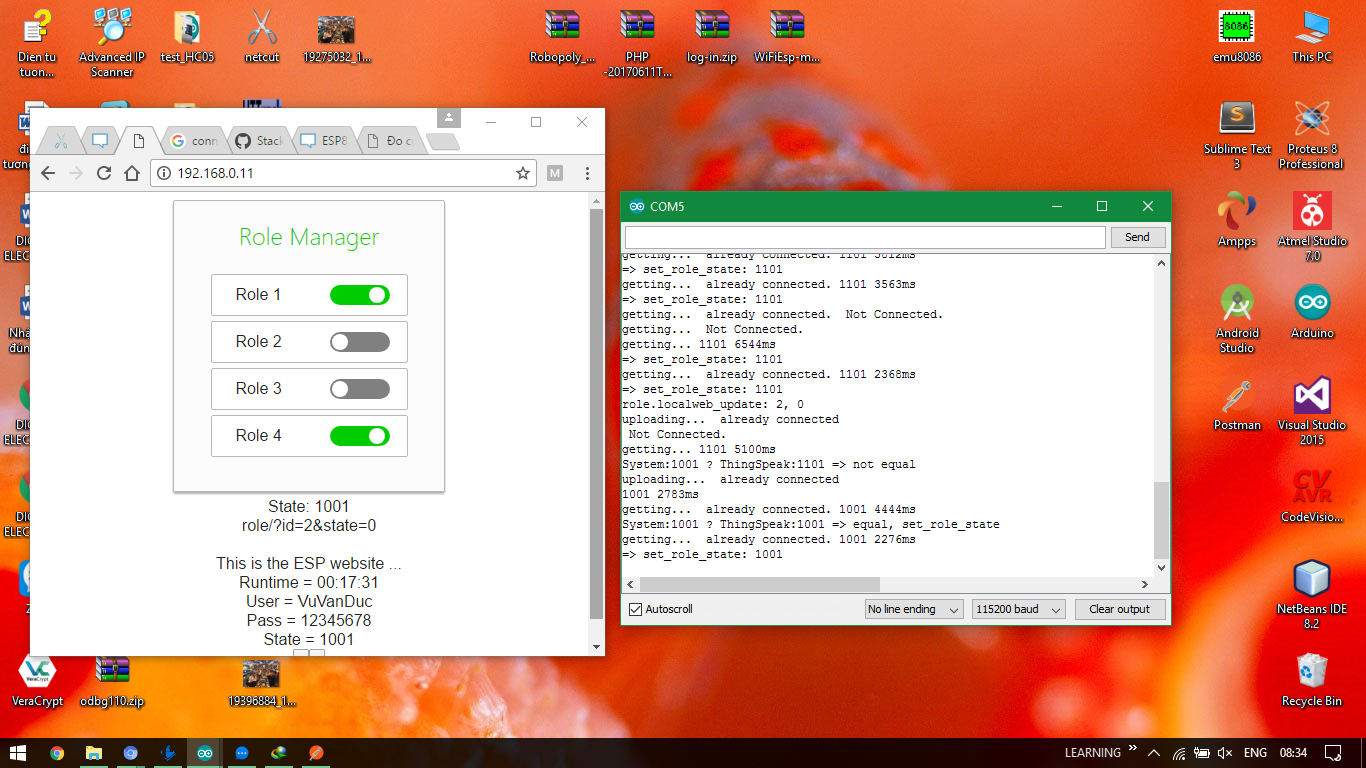 Dien tu
tuon...
Advanced IP
Scanner
test_HC05
netcut
19275032_1...
Robopoly_...
PHP
-20170611T...
log-in.zip
WiFiEsp-m...
emu8086
This PC
Sublime Text
3
Proteus 8
Professional
Ampps
Atmel Studio
7.0
Android
Studio
Arduino
Postman
Visual Studio
2015
CodeVisio...
NetBeans IDE
8.2
Recycle Bin
VeraCrypt
odbg110.zip
19396884_1...
conn
Stack
ESP8
Đo c
192.168.0.11
M
Role Manager
Role 1
Role 2
Role 3
Role 4
State: 1001
role/?id=2&state=0
This is the ESP website ...
Runtime = 00:17:31
User = VuVanDuc
Pass = 12345678
State = 1001
COM5
Send
getting...  already connected. 1101 3612ms
=> set_role_state: 1101
getting...  already connected. 1101 3563ms
=> set_role_state: 1101
getting...  already connected.  Not Connected.
getting...  Not Connected.
getting... 1101 6544ms
=> set_role_state: 1101
getting...  already connected. 1101 2368ms
=> set_role_state: 1101
role.localweb_update: 2, 0
uploading...  already connected
 Not Connected.
getting... 1101 5100ms
System:1001 ? ThingSpeak:1101 => not equal
uploading...  already connected
1001 2783ms
getting...  already connected. 1001 4444ms
System:1001 ? ThingSpeak:1001 => equal, set_role_state
getting...  already connected. 1001 2276ms
=> set_role_state: 1001
Autoscroll
No line ending
115200 baud
Clear output
LEARNING
ENG
08:34